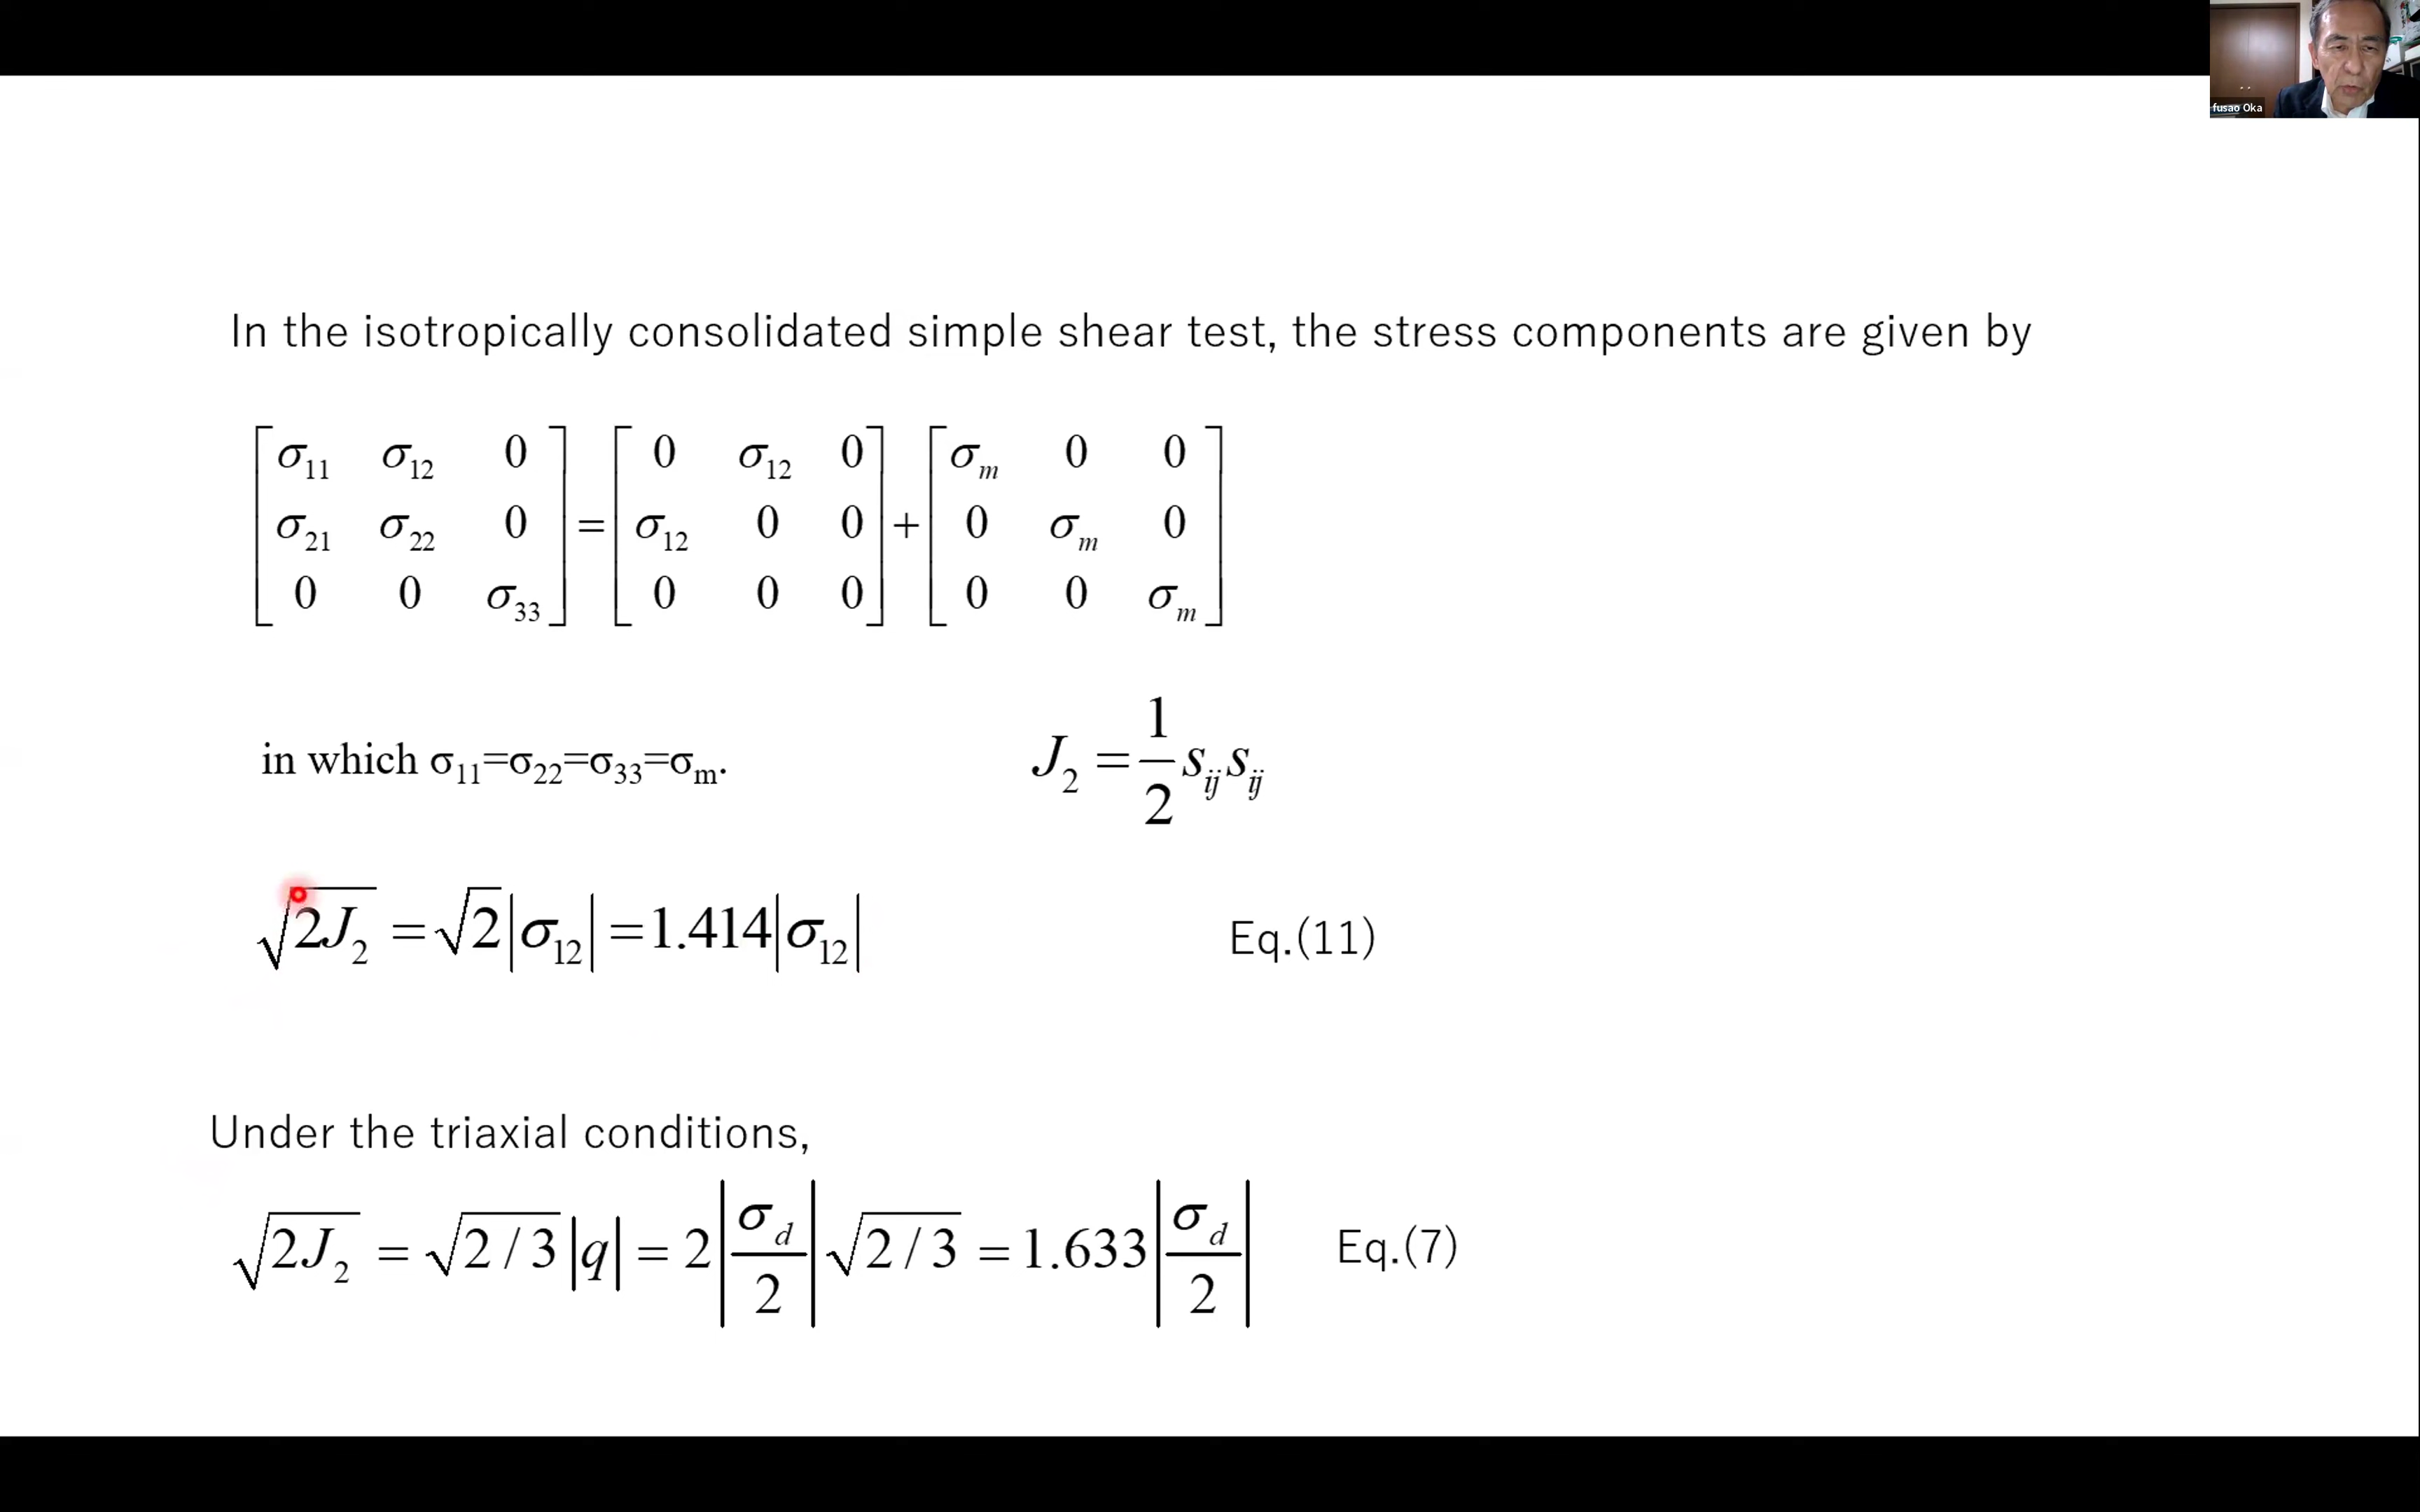 fusao Oka
In the isotropically consolidated simple shear test, the stress components are given by
[σ11 σ12 0; σ21 σ22 0; 0 0 σ33] = [0 σ12 0; σ12 0 0; 0 0 0] + [σm 0 0; 0 σm 0; 0 0 σm]
in which σ11=σ22=σ33=σm. J2 = 1/2 sij sij
√2J2 = √2|σ12| = 1.414|σ12| Eq.(11)
Under the triaxial conditions,
√2J2 = √2/3|q| = 2|σd/2|√2/3 = 1.633|σd/2| Eq.(7)